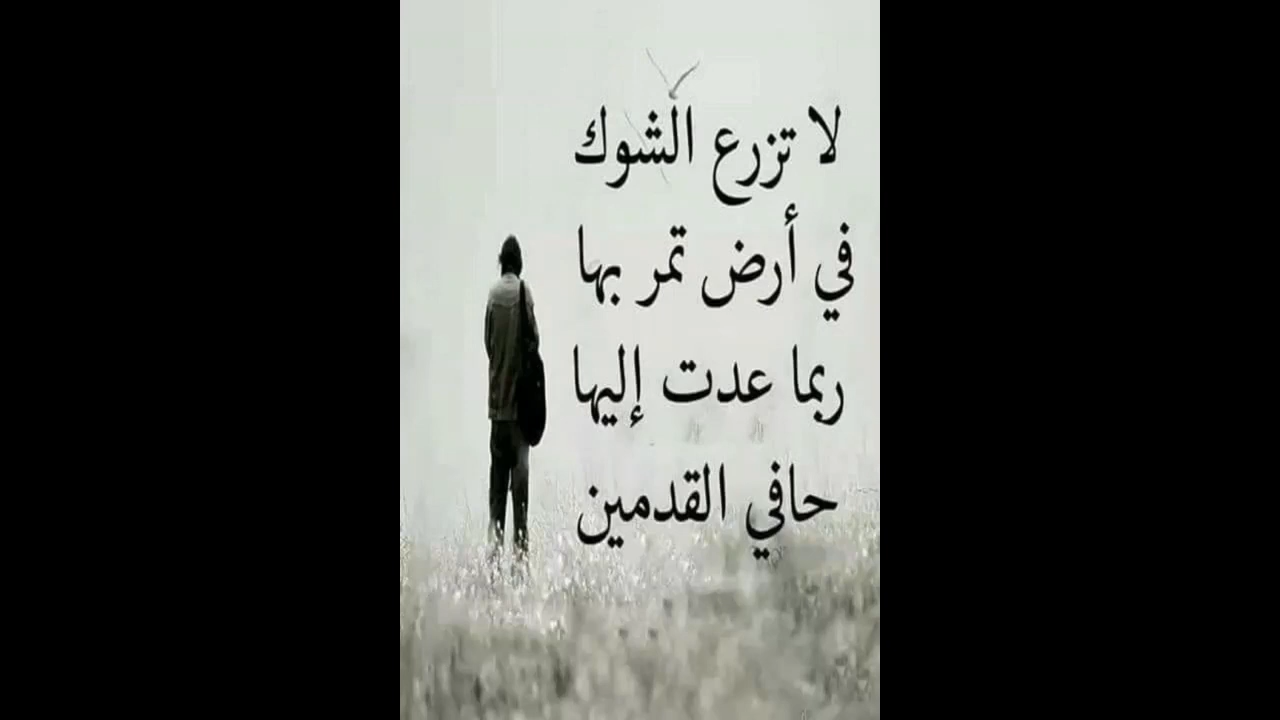 لا تزرع الشوك
في أرض تمر بها
ربما عدت إليها
حافي القدمين